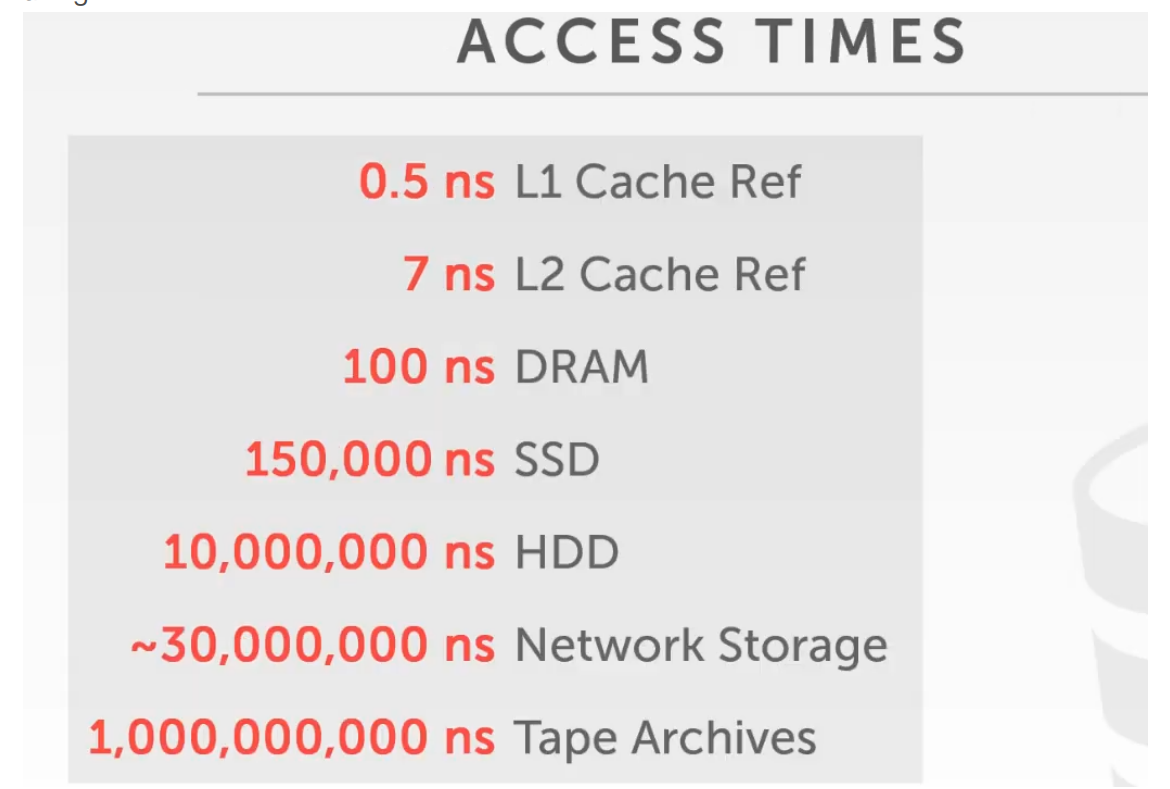 ACCESS TIMES
0.5 ns L1 Cache Ref
7 ns L2 Cache Ref
100 ns DRAM
150,000 ns SSD
10,000,000 ns HDD
~30,000,000 ns Network Storage
1,000,000,000 ns Tape Archives